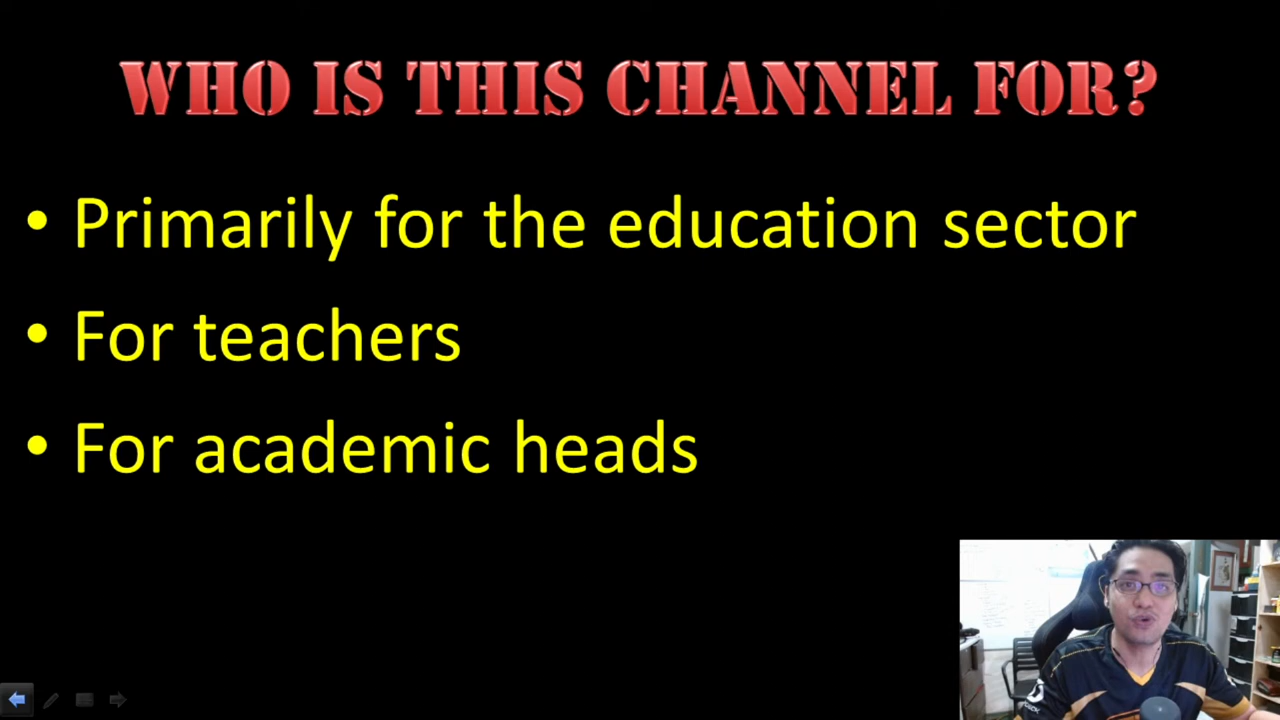 WHO IS THIS CHANNEL FOR?
• Primarily for the education sector
• For teachers
• For academic heads